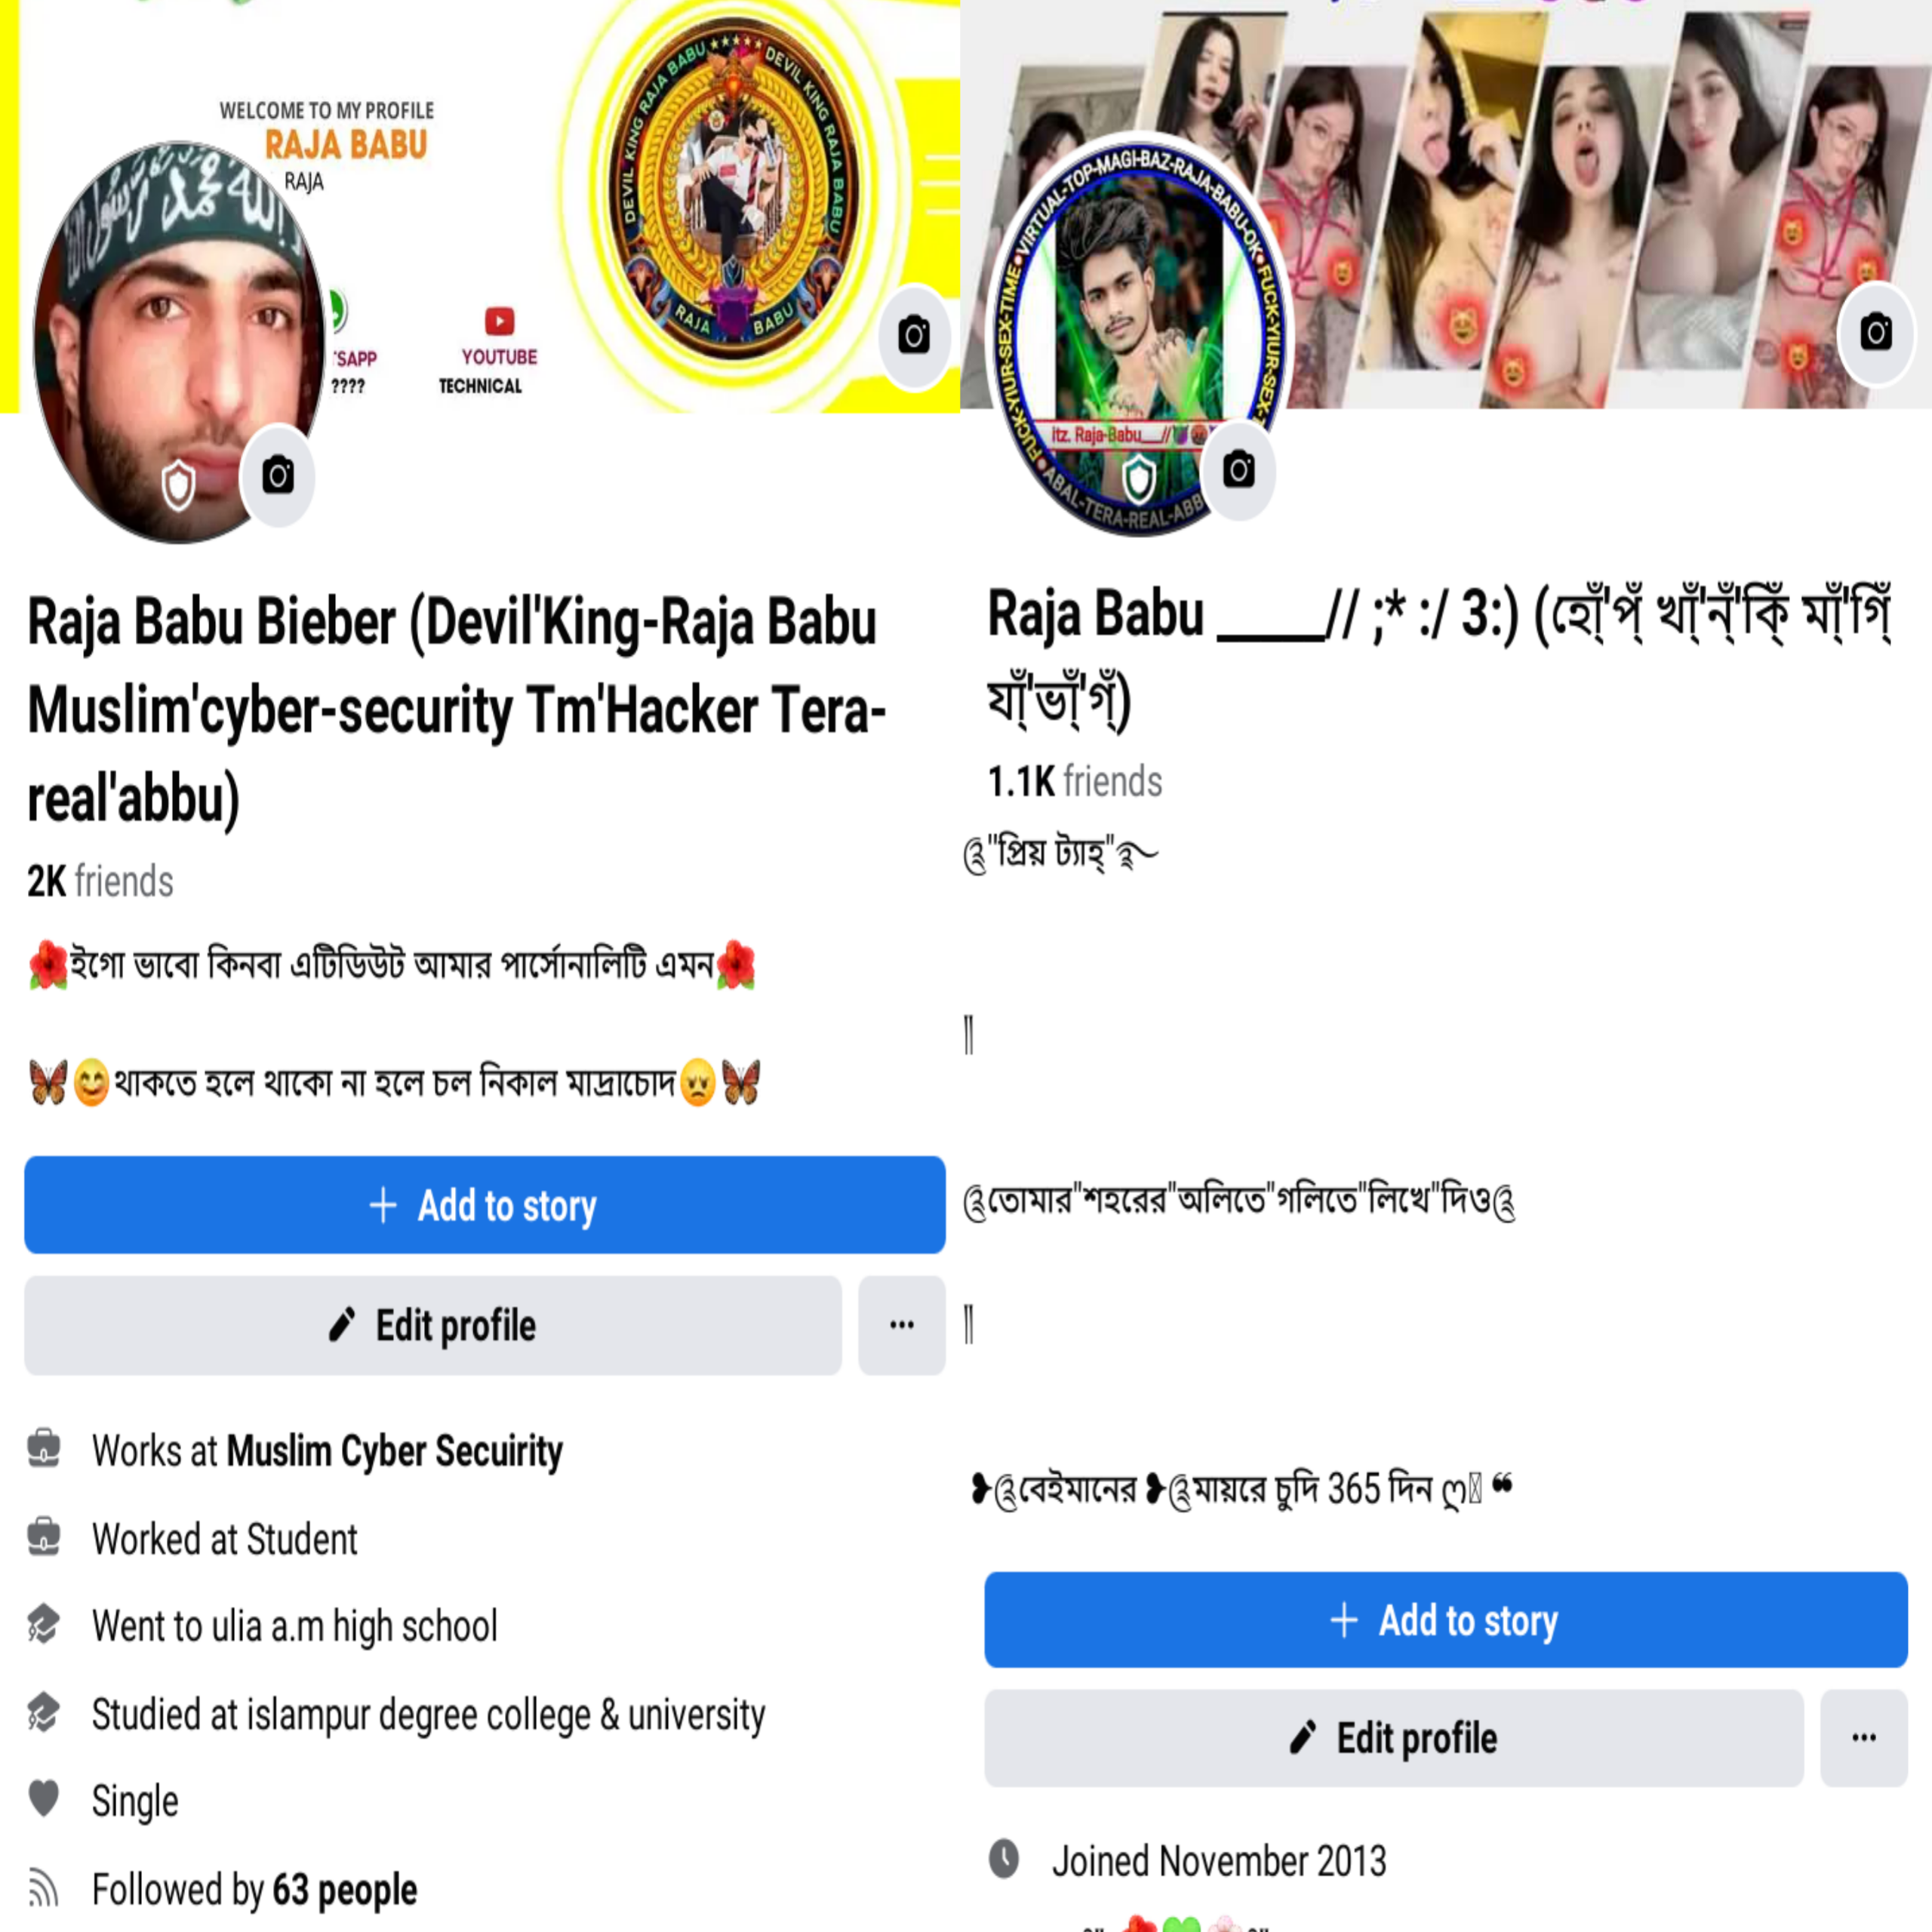 WELCOME TO MY PROFILE
RAJA BABU
RAJA
DEVIL KING RAJA BABU ★★★★★ DEVIL KING RAJA BABU
RAJA BABU
YOUTUBE
???? TECHNICAL
Raja Babu Bieber (Devil'King-Raja Babu
Muslim'cyber-security Tm'Hacker Tera-
real'abbu)
2K friends
🌺ইগো ভাবো কিনবা এটিডিউট আমার পার্সোনালিটি এমন🌺
🦋😊থাকতে হলে থাকো না হলে চল নিকাল মাদ্রাচোদ😠🦋
+ Add to story
Edit profile
Works at Muslim Cyber Secuirity
Worked at Student
Went to ulia a.m high school
Studied at islampur degree college & university
Single
Followed by 63 people
VIRTUAL-TOP-MAGI-BAZ-RAJA-BABU-OK
FUCK-YIUR-SEX-TIME
FUCK-YIUR-SEX-
ABAL-TERA-REAL-ABB
itz. Raja-Babu__//
Raja Babu ____// ;* :/ 3:) (হোঁ্'পঁ্ খাঁ্'নঁ্'কিঁ্ মাঁ্'গিঁ্
যাঁ্'ভাঁ্'গঁ্)
1.1K friends
"প্রিয় ট্যাহ্"
॥
তোমার"শহরের"অলিতে"গলিতে"লিখে"দিও
॥
❥বেইমানের ❥মায়রে চুদি 365 দিন ღ ❝
+ Add to story
Edit profile
Joined November 2013